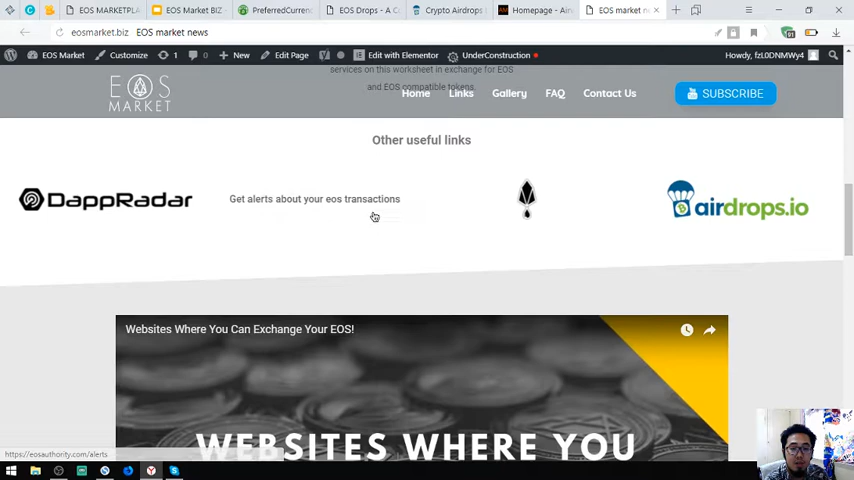 EOS MARKETPLA
EOS Market BIZ -
PreferredCurrenc
EOS Drops - A C
Crypto Airdrops
Homepage - Air
EOS market n
eosmarket.biz EOS market news
91
EOS Market
Customize
1
0
New
Edit Page
Edit with Elementor
UnderConstruction
Howdy, fzL0DNMWy4
services on this worksheet in exchange for EOS
and EOS compatible tokens.
EOS
MARKET
Home
Links
Gallery
FAQ
Contact Us
SUBSCRIBE
Other useful links
DappRadar
Get alerts about your eos transactions
airdrops.io
Websites Where You Can Exchange Your EOS!
WEBSITES WHERE YOU
https://eosauthority.com/alerts